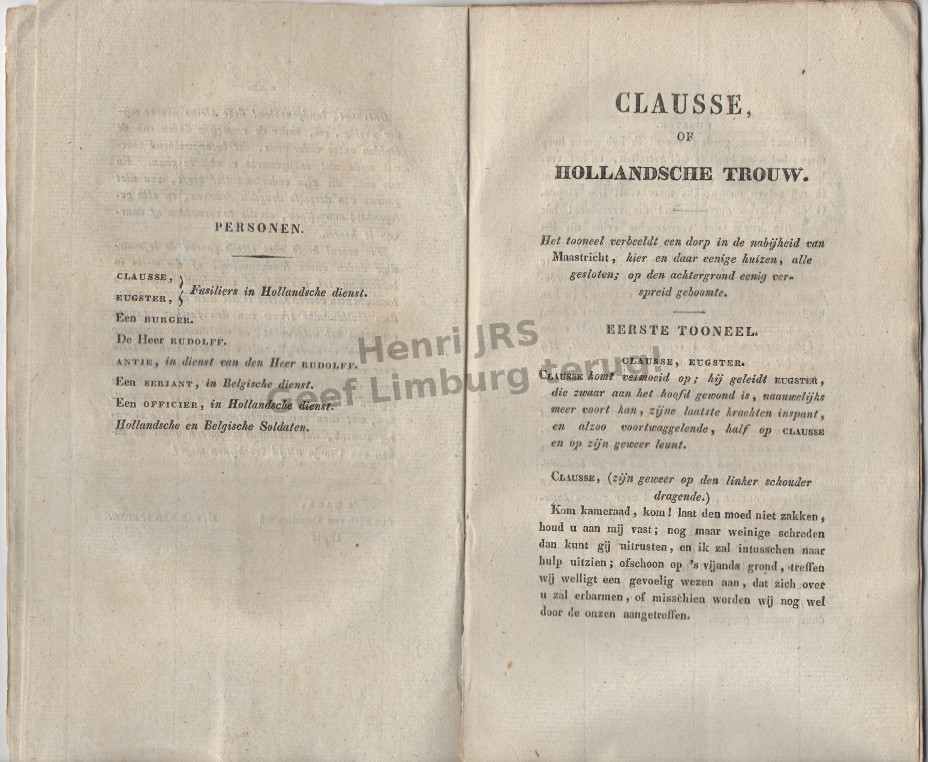 PERSONEN.
CLAUSSE,
EUGSTER,
Fusiliers in Hollandsche dienst.
Een BURGER.
De Heer RUDOLFF.
ANTJE, in dienst van den Heer RUDOLFF.
Een SERJANT, in Belgische dienst.
Een OFFICIER, in Hollandsche dienst.
Hollandsche en Belgische Soldaten.
CLAUSSE,
OF
HOLLANDSCHE TROUW.
Het tooneel verbeeldt een dorp in de nabijheid van
Maastricht, hier en daar eenige huizen, alle
gesloten; op den achtergrond eenig ver-
spreid geboomte.
EERSTE TOONEEL.
CLAUSSE, EUGSTER.
CLAUSSE komt vermoeid op; hij geleidt EUGSTER,
die zwaar aan het hoofd gewond is, naauwelijks
meer voort kan, zijne laatste krachten inspant,
en alzoo voortwaggelende, half op CLAUSSE
en op zijn geweer leunt.
CLAUSSE, (zijn geweer op den linker schouder
dragende.)
Kom kameraad, kom! laat den moed niet zakken,
houd u aan mij vast; nog maar weinige schreden
dan kunt gij uitrusten, en ik zal intusschen naar
hulp uitzien; ofschoon op 's vijands grond, treffen
wij welligt een gevoelig wezen aan, dat zich over
u zal erbarmen, of misschien worden wij nog wel
door de onzen aangetroffen.
Henri JRS
Geef Limburg terug!